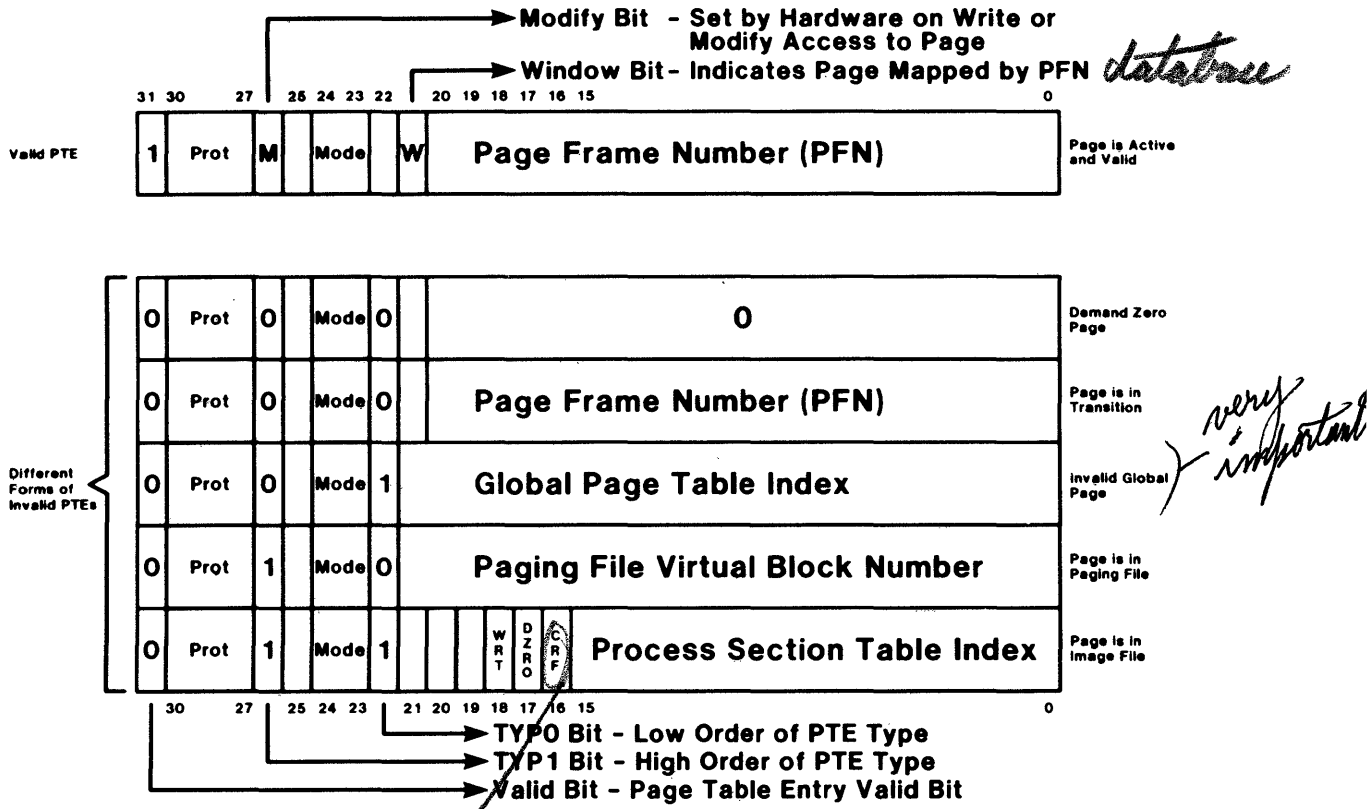 Modify Bit - Set by Hardware on Write or
Modify Access to Page
Window Bit - Indicates Page Mapped by PFN database
31 30 27 25 24 23 22 20 19 18 17 16 15 0
Valid PTE
1 Prot M Mode W Page Frame Number (PFN)
Page is Active
and Valid
Different
Forms of
Invalid PTEs
0 Prot 0 Mode 0 0
Demand Zero
Page
0 Prot 0 Mode 0 Page Frame Number (PFN)
Page is in
Transition
0 Prot 0 Mode 1 Global Page Table Index
Invalid Global
Page
very
important
0 Prot 1 Mode 0 Paging File Virtual Block Number
Page is in
Paging File
0 Prot 1 Mode 1 WRT DZRO CRF Process Section Table Index
Page is in
Image File
30 27 25 24 23 21 20 19 18 17 16 15 0
TYP0 Bit - Low Order of PTE Type
TYP1 Bit - High Order of PTE Type
Valid Bit - Page Table Entry Valid Bit